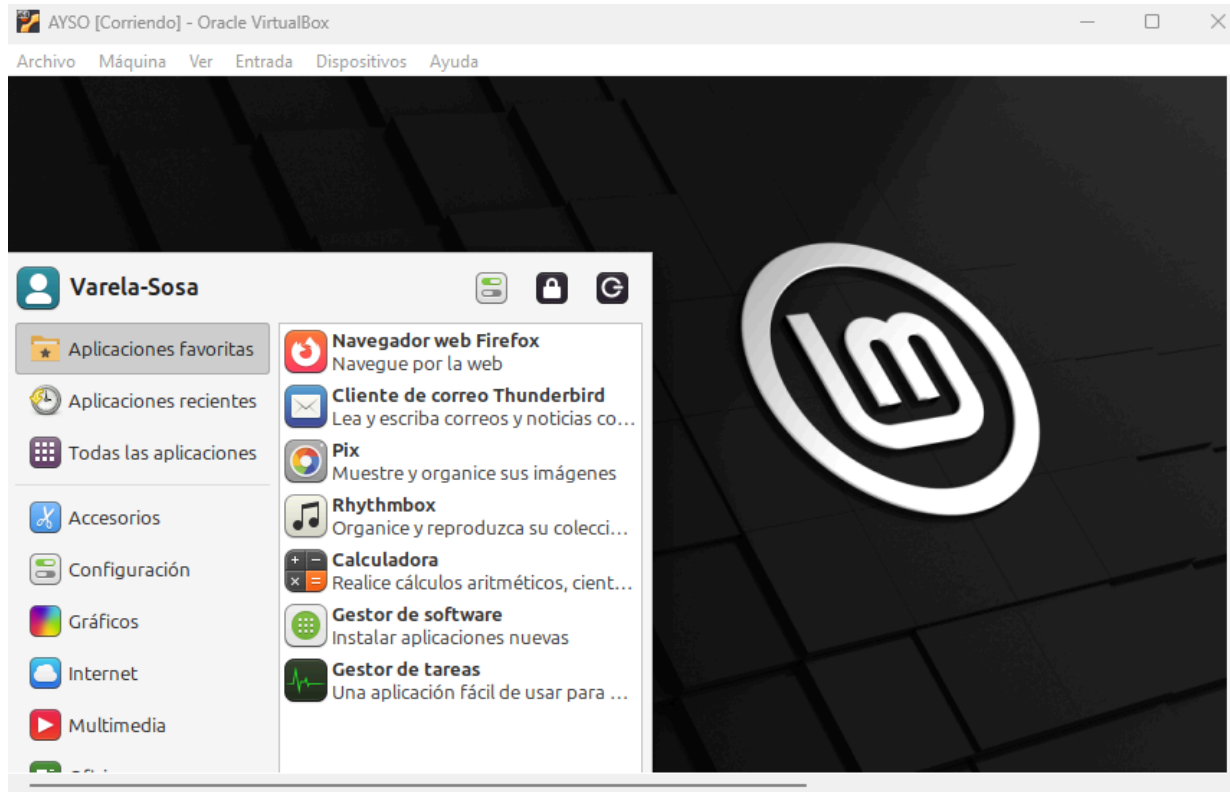 AYSO [Corriendo] - Oracle VirtualBox
Archivo Máquina Ver Entrada Dispositivos Ayuda
Varela-Sosa
Aplicaciones favoritas
Aplicaciones recientes
Todas las aplicaciones
Accesorios
Configuración
Gráficos
Internet
Multimedia
Navegador web Firefox
Navegue por la web
Cliente de correo Thunderbird
Lea y escriba correos y noticias co...
Pix
Muestre y organice sus imágenes
Rhythmbox
Organice y reproduzca su colecci...
Calculadora
Realice cálculos aritméticos, cient...
Gestor de software
Instalar aplicaciones nuevas
Gestor de tareas
Una aplicación fácil de usar para ...
lm